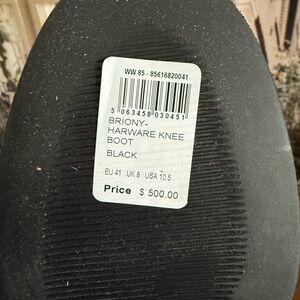 WW 85 - 85616820041
5 063458 030451
BRIONY-
HARWARE KNEE
BOOT
BLACK
EU 41 UK 8 USA 10.5
Price $ 500.00